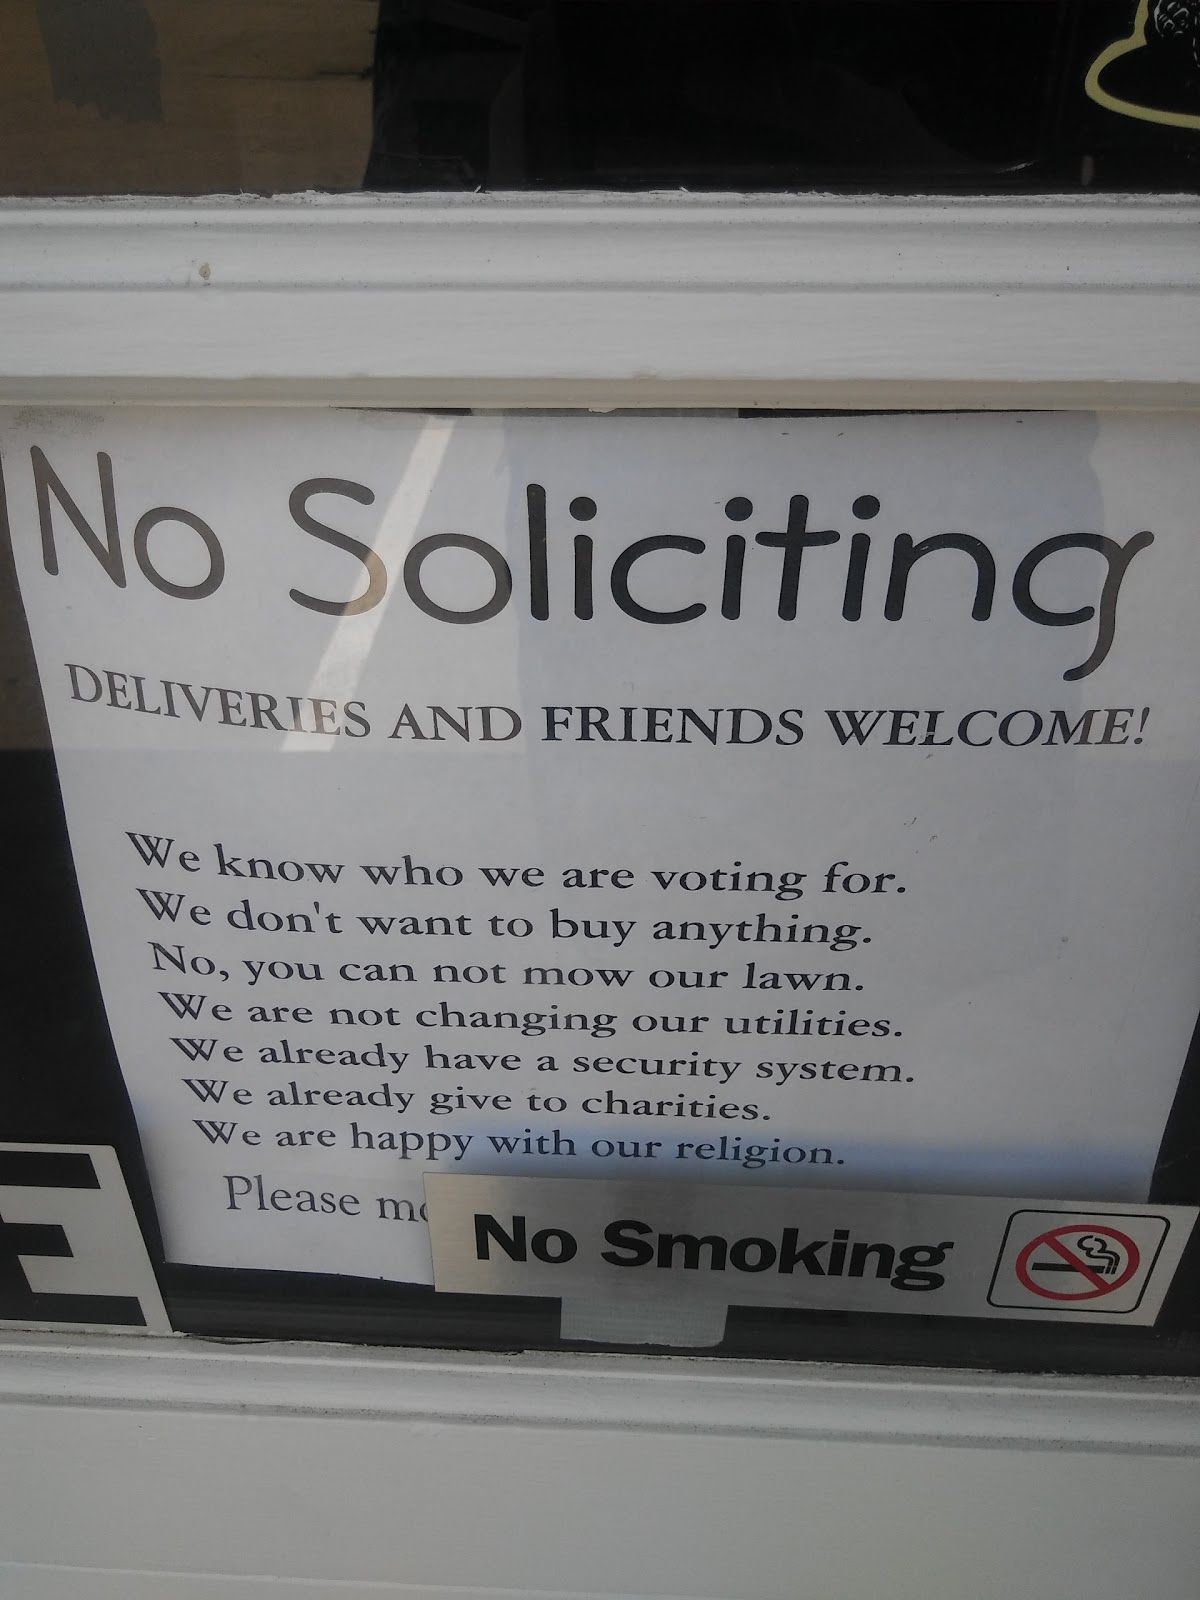 No Soliciting
DELIVERIES AND FRIENDS WELCOME!
We know who we are voting for.
We don't want to buy anything.
No, you can not mow our lawn.
We are not changing our utilities.
We already have a security system.
We already give to charities.
We are happy with our religion.
Please
No Smoking
E